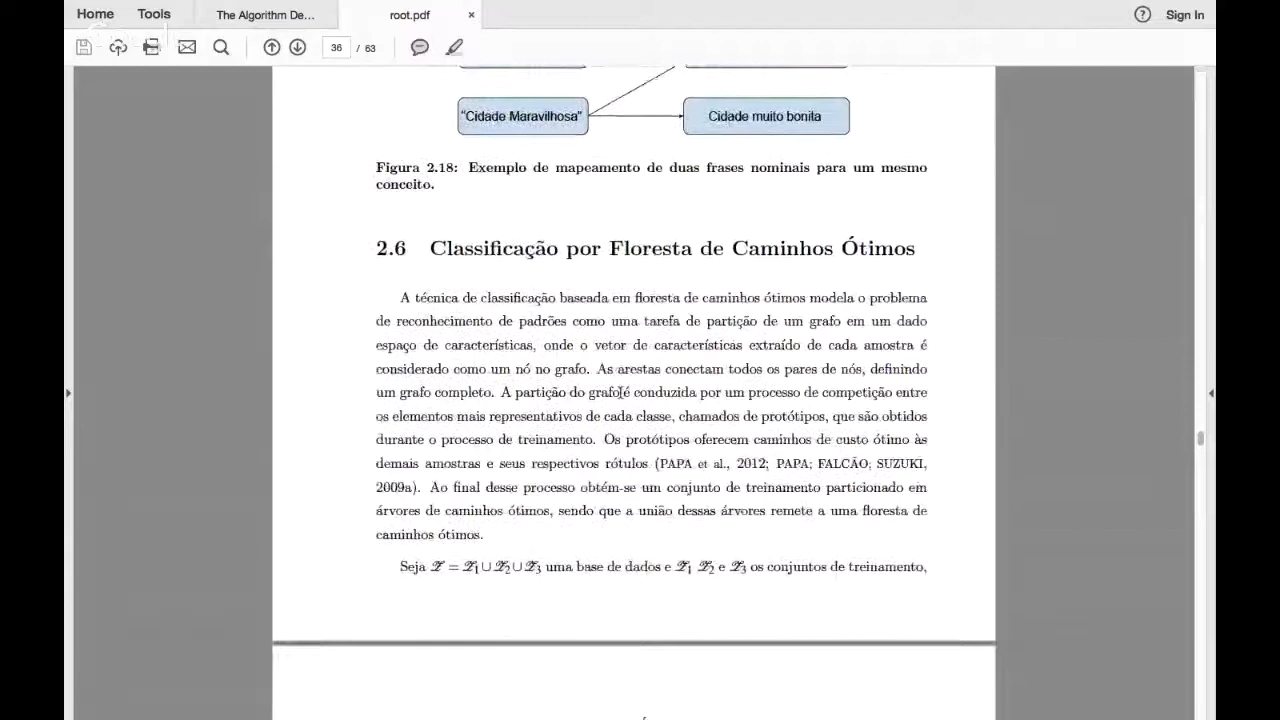 Home Tools The Algorithm De... root.pdf × ? Sign In
36 / 63
"Cidade Maravilhosa" Cidade muito bonita
Figura 2.18: Exemplo de mapeamento de duas frases nominais para um mesmo
conceito.
2.6 Classificação por Floresta de Caminhos Ótimos
A técnica de classificação baseada em floresta de caminhos ótimos modela o problema
de reconhecimento de padrões como uma tarefa de partição de um grafo em um dado
espaço de características, onde o vetor de características extraído de cada amostra é
considerado como um nó no grafo. As arestas conectam todos os pares de nós, definindo
um grafo completo. A partição do grafo é conduzida por um processo de competição entre
os elementos mais representativos de cada classe, chamados de protótipos, que são obtidos
durante o processo de treinamento. Os protótipos oferecem caminhos de custo ótimo às
demais amostras e seus respectivos rótulos (PAPA et al., 2012; PAPA; FALCÃO; SUZUKI,
2009a). Ao final desse processo obtém-se um conjunto de treinamento particionado em
árvores de caminhos ótimos, sendo que a união dessas árvores remete a uma floresta de
caminhos ótimos.
Seja 𝒵 = 𝒵1 ∪ 𝒵2 ∪ 𝒵3 uma base de dados e 𝒵1 𝒵2 e 𝒵3 os conjuntos de treinamento,